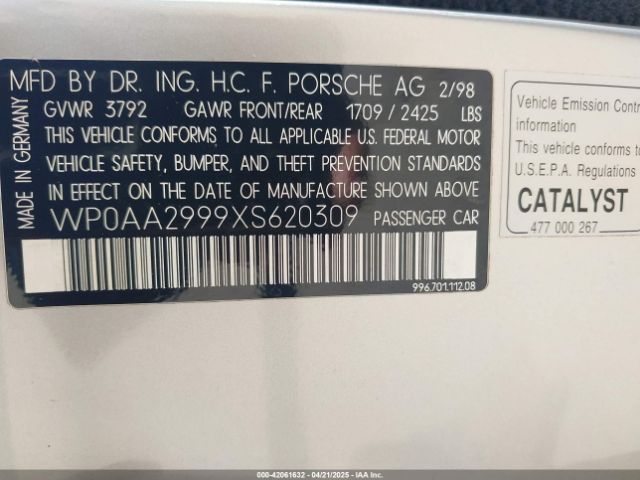 MFD BY DR. ING. H.C. F. PORSCHE AG 2/98
GVWR 3792 GAWR FRONT/REAR 1709 / 2425 LBS
THIS VEHICLE CONFORMS TO ALL APPLICABLE U.S. FEDERAL MOTOR
VEHICLE SAFETY, BUMPER, AND THEFT PREVENTION STANDARDS
IN EFFECT ON THE DATE OF MANUFACTURE SHOWN ABOVE
WP0AA2999XS620309 PASSENGER CAR
996.701.112.08
MADE IN GERMANY
Vehicle Emission Contr
information
This vehicle conforms to
U.S.E.P.A. Regulations
CATALYST
477 000 267
000-42061632 - 04/21/2025 - IAA, Inc.